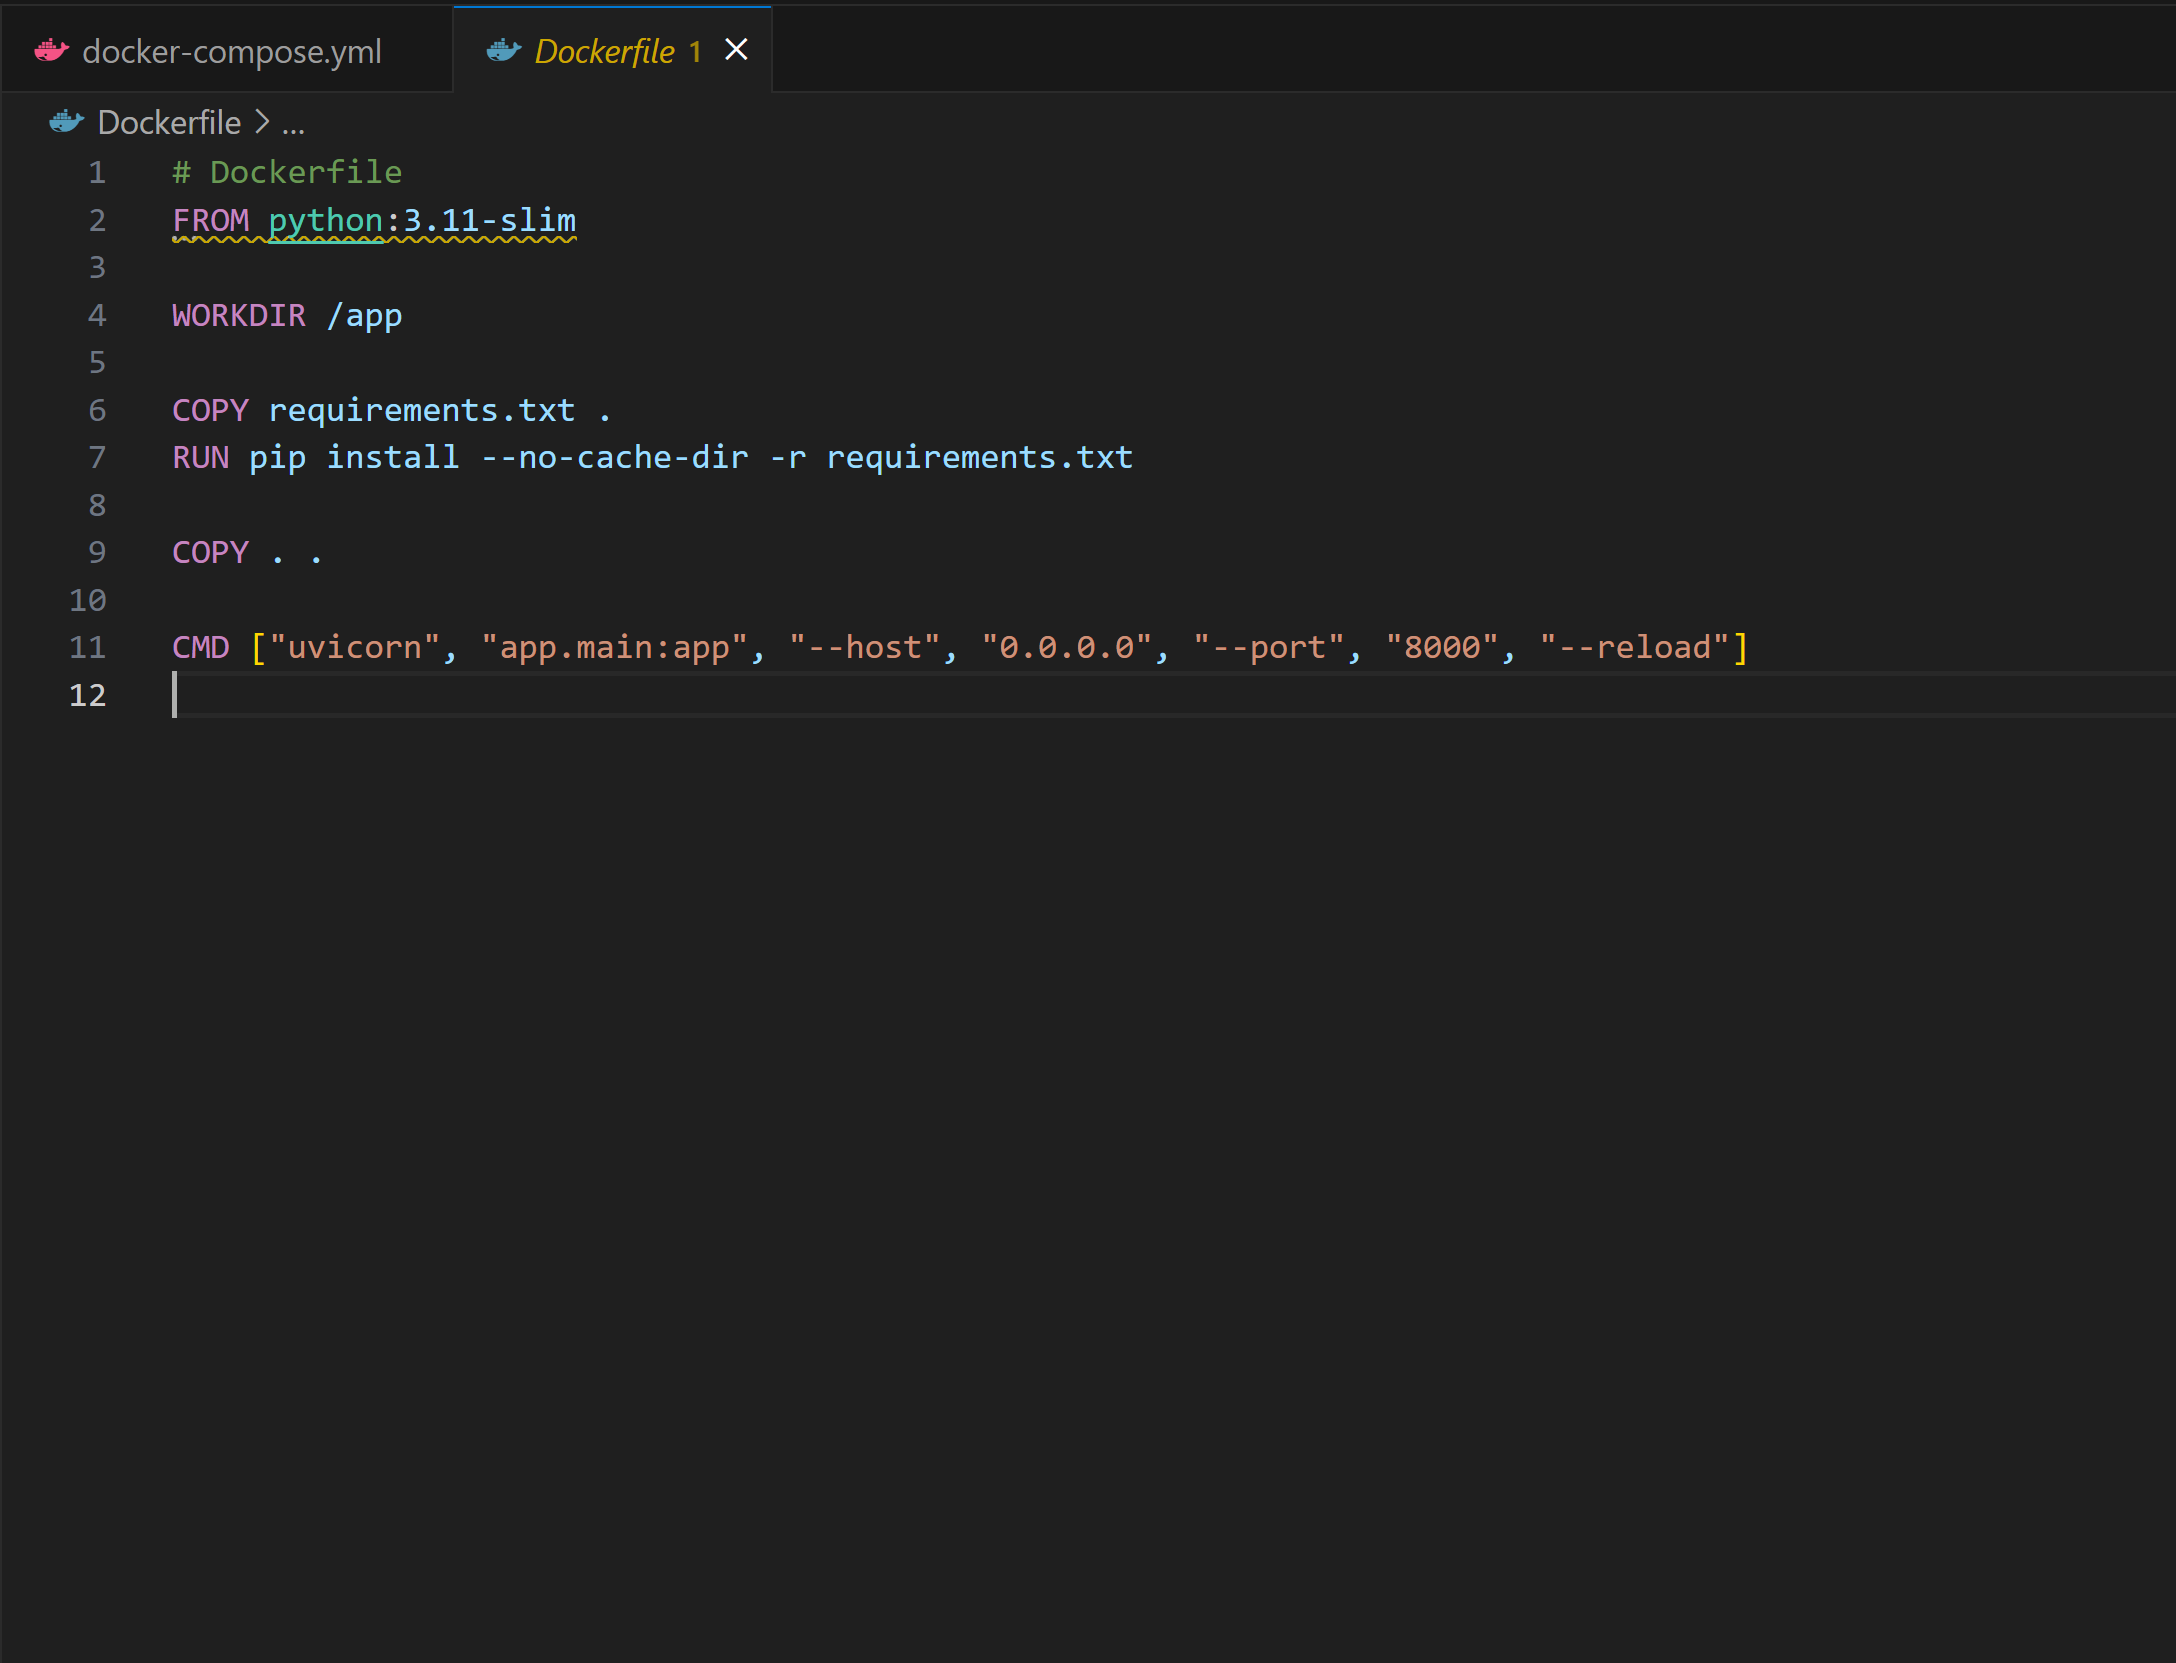 docker-compose.yml
Dockerfile 1
Dockerfile > ...
1 # Dockerfile
2 FROM python:3.11-slim
3
4 WORKDIR /app
5
6 COPY requirements.txt .
7 RUN pip install --no-cache-dir -r requirements.txt
8
9 COPY . .
10
11 CMD ["uvicorn", "app.main:app", "--host", "0.0.0.0", "--port", "8000", "--reload"]
12